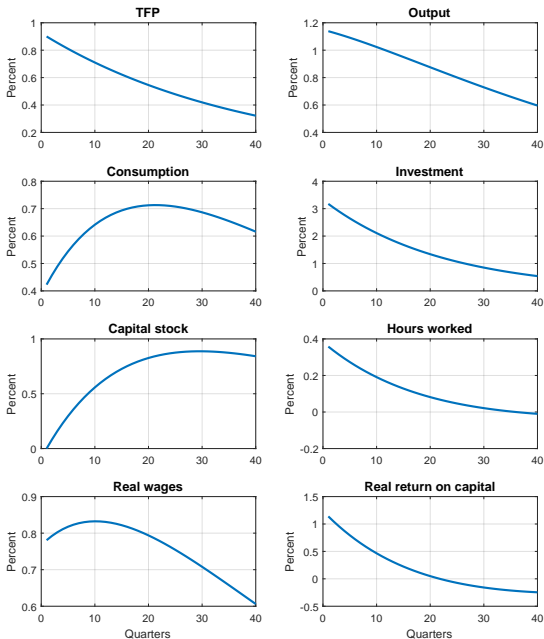 TFP
Percent
1
0.8
0.6
0.4
0.2
0 10 20 30 40
Output
Percent
1.2
1
0.8
0.6
0.4
0 10 20 30 40
Consumption
Percent
0.8
0.7
0.6
0.5
0.4
0 10 20 30 40
Investment
Percent
4
3
2
1
0
0 10 20 30 40
Capital stock
Percent
1
0.5
0
0 10 20 30 40
Hours worked
Percent
0.4
0.2
0
-0.2
0 10 20 30 40
Real wages
Percent
0.9
0.8
0.7
0.6
0 10 20 30 40
Quarters
Real return on capital
Percent
1.5
1
0.5
0
-0.5
0 10 20 30 40
Quarters